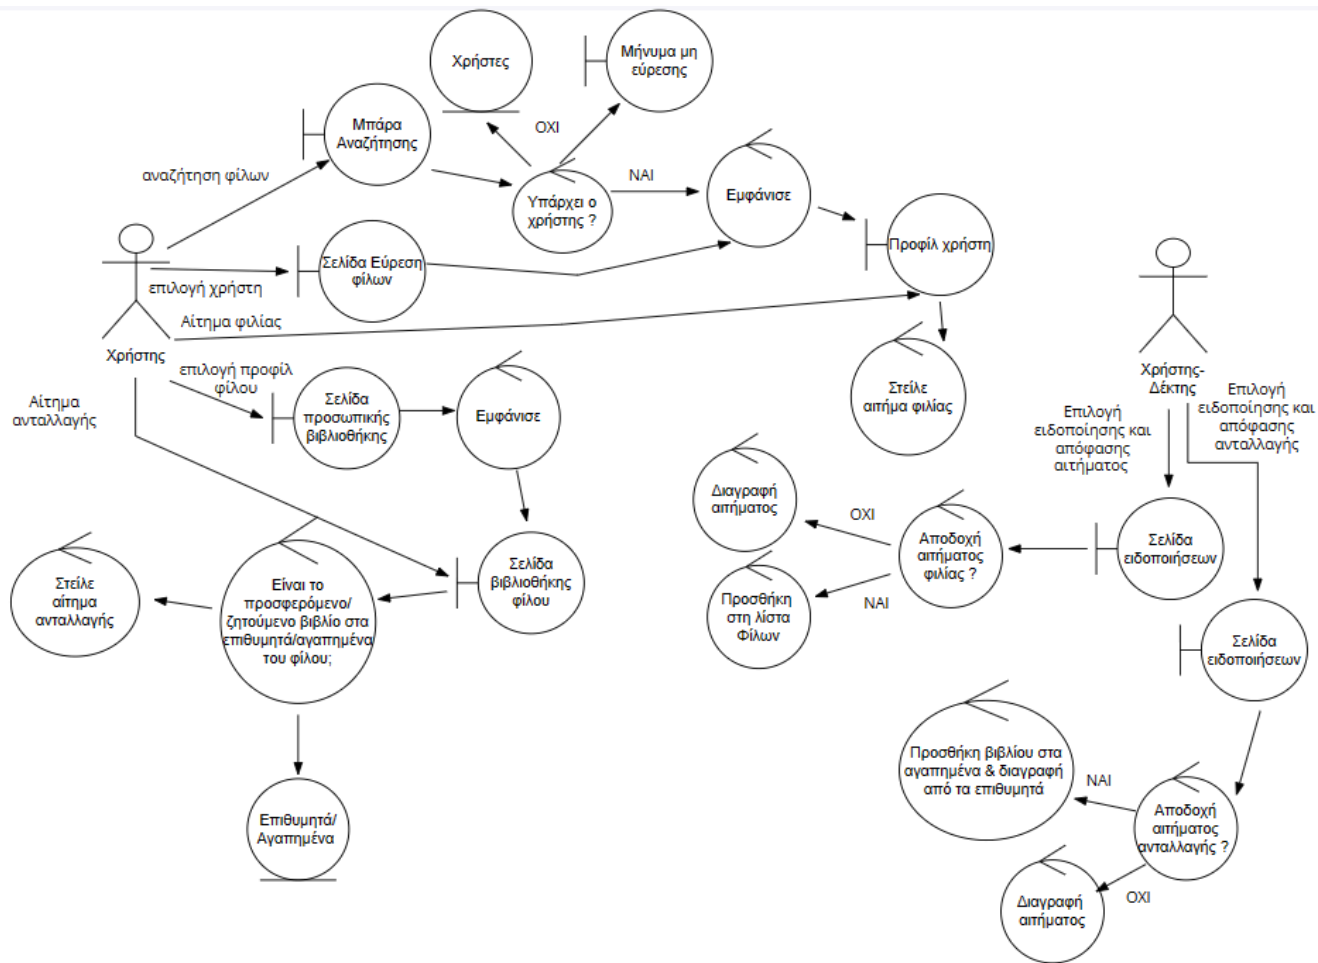 Χρήστες
Μήνυμα μη
εύρεσης
Μπάρα
Αναζήτησης
ΟΧΙ
αναζήτηση φίλων
Υπάρχει ο
χρήστης ?
ΝΑΙ
Εμφάνισε
Προφίλ χρήστη
Σελίδα Εύρεση
φίλων
επιλογή χρήστη
Αίτημα φιλίας
Χρήστης
επιλογή προφίλ
φίλου
Αίτημα
ανταλλαγής
Σελίδα
προσωπικής
βιβλιοθήκης
Εμφάνισε
Στείλε
αιτήμα φιλίας
Χρήστης-
Δέκτης
Επιλογή
ειδοποίησης και
απόφασης
ανταλλαγής
Επιλογή
ειδοποίησης και
απόφασης
αιτήματος
Διαγραφή
αιτήματος
ΟΧΙ
Αποδοχή
αιτήματος
φιλίας ?
Σελίδα
ειδοποιήσεων
ΝΑΙ
Προσθήκη
στη λίστα
Φίλων
Στείλε
αίτημα
ανταλλαγής
Είναι το
προσφερόμενο/
ζητούμενο βιβλίο στα
επιθυμητά/αγαπημένα
του φίλου;
Σελίδα
βιβλιοθήκης
φίλου
Σελίδα
ειδοποιήσεων
Προσθήκη βιβλίου στα
αγαπημένα & διαγραφή
από τα επιθυμητά
ΝΑΙ
Αποδοχή
αιτήματος
ανταλλαγής ?
Επιθυμητά/
Αγαπημένα
ΟΧΙ
Διαγραφή
αιτήματος